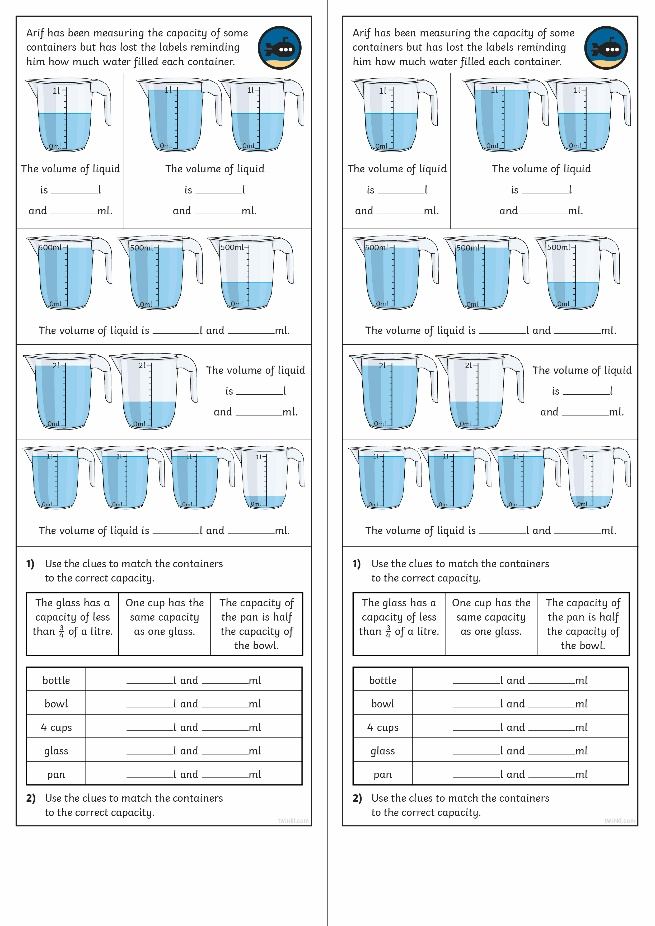 Arif has been measuring the capacity of some
containers but has lost the labels reminding
him how much water filled each container.
1l
0ml
The volume of liquid
is ________l
and ________ml.
1l 1l
0ml 0ml
The volume of liquid
is ________l
and ________ml.
500ml 500ml 500ml
0ml 0ml 0ml
The volume of liquid is ________l and ________ml.
2l 2l
0ml 0ml
The volume of liquid
is ________l
and ________ml.
1l 1l 1l 1l
0ml 0ml 0ml 0ml
The volume of liquid is ________l and ________ml.
1) Use the clues to match the containers
to the correct capacity.
The glass has a
capacity of less
than 3/4 of a litre.
One cup has the
same capacity
as one glass.
The capacity of
the pan is half
the capacity of
the bowl.
bottle ________l and ________ml
bowl ________l and ________ml
4 cups ________l and ________ml
glass ________l and ________ml
pan ________l and ________ml
2) Use the clues to match the containers
to the correct capacity.
twinkl.com
Arif has been measuring the capacity of some
containers but has lost the labels reminding
him how much water filled each container.
1l
0ml
The volume of liquid
is ________l
and ________ml.
1l 1l
0ml 0ml
The volume of liquid
is ________l
and ________ml.
500ml 500ml 500ml
0ml 0ml 0ml
The volume of liquid is ________l and ________ml.
2l 2l
0ml 0ml
The volume of liquid
is ________l
and ________ml.
1l 1l 1l 1l
0ml 0ml 0ml 0ml
The volume of liquid is ________l and ________ml.
1) Use the clues to match the containers
to the correct capacity.
The glass has a
capacity of less
than 3/4 of a litre.
One cup has the
same capacity
as one glass.
The capacity of
the pan is half
the capacity of
the bowl.
bottle ________l and ________ml
bowl ________l and ________ml
4 cups ________l and ________ml
glass ________l and ________ml
pan ________l and ________ml
2) Use the clues to match the containers
to the correct capacity.
twinkl.com